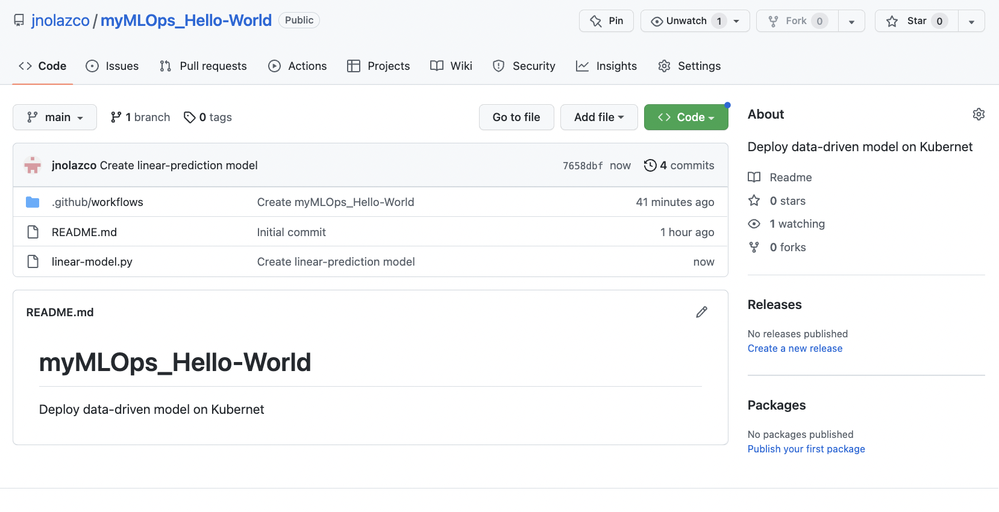 jnolazco / myMLOps_Hello-World Public Pin Unwatch 1 Fork 0 Star 0
Code Issues Pull requests Actions Projects Wiki Security Insights Settings
main 1 branch 0 tags Go to file Add file Code
jnolazco Create linear-prediction model 7658dbf now 4 commits
.github/workflows Create myMLOps_Hello-World 41 minutes ago
README.md Initial commit 1 hour ago
linear-model.py Create linear-prediction model now
README.md
myMLOps_Hello-World
Deploy data-driven model on Kubernet
About
Deploy data-driven model on Kubernet
Readme
0 stars
1 watching
0 forks
Releases
No releases published
Create a new release
Packages
No packages published
Publish your first package